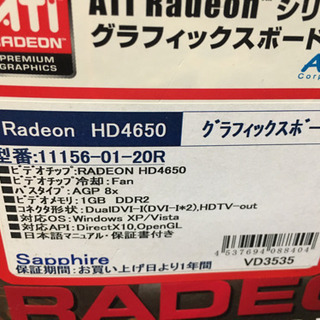 ATI
RADEON
PREMIUM
GRAPHICS
ATI Radeon™ シリ
グラフィックスボード
Corpor
Radeon HD4650
グラフィックスボー
型番:11156-01-20R
■ビデオチップ:RADEON HD4650
■ビデオチップ冷却:Fan
■バスタイプ:AGP 8x
■ビデオメモリ:1GB DDR2
■コネクタ形状:DualDVI-I(DVI-I*2),HDTV-out
■対応OS:Windows XP/Vista
■対応API:DirectX10,OpenGL
■日本語マニュアル・保証書付き
Sapphire
保証期間:お買い上げ日より1年間
4537694088404
VD3535
RADEO